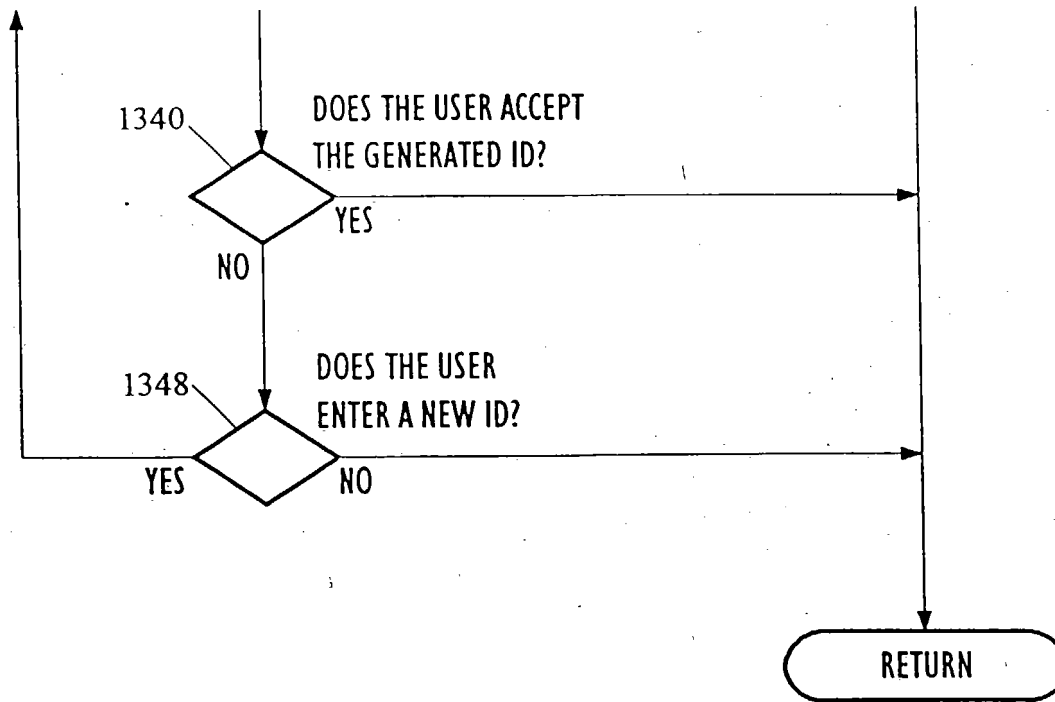 1340
DOES THE USER ACCEPT
THE GENERATED ID?
YES
NO
1348
DOES THE USER
ENTER A NEW ID?
YES
NO
RETURN